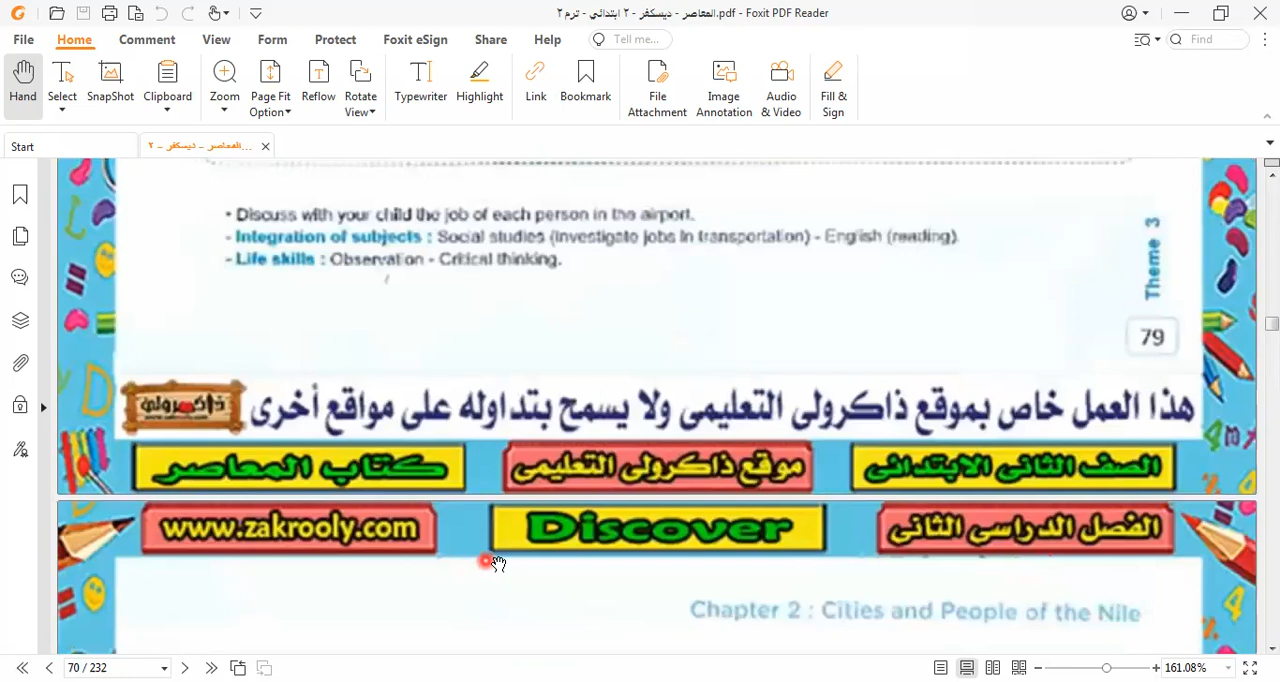 المعاصر - ديسكفر - ٢ ابتدائي - ترم٢.pdf - Foxit PDF Reader
File Home Comment View Form Protect Foxit eSign Share Help Tell me... Find
Hand Select SnapShot Clipboard Zoom Page Fit Option Reflow Rotate View Typewriter Highlight Link Bookmark File Attachment Image Annotation Audio & Video Fill & Sign
Start المعاصر – ديسكفر – ٢...
• Discuss with your child the job of each person in the airport.
- Integration of subjects : Social studies (Investigate jobs in transportation) - English (reading).
- Life skills : Observation - Critical thinking.
Theme 3
79
هذا العمل خاص بموقع ذاكرولى التعليمى ولا يسمح بتداوله على مواقع أخرى
ذاكرولى
الصف الثانى الابتدائى موقع ذاكرولى التعليمى كتاب المعاصر
www.zakrooly.com Discover الفصل الدراسى الثانى
Chapter 2 : Cities and People of the Nile
70 / 232 161.08%